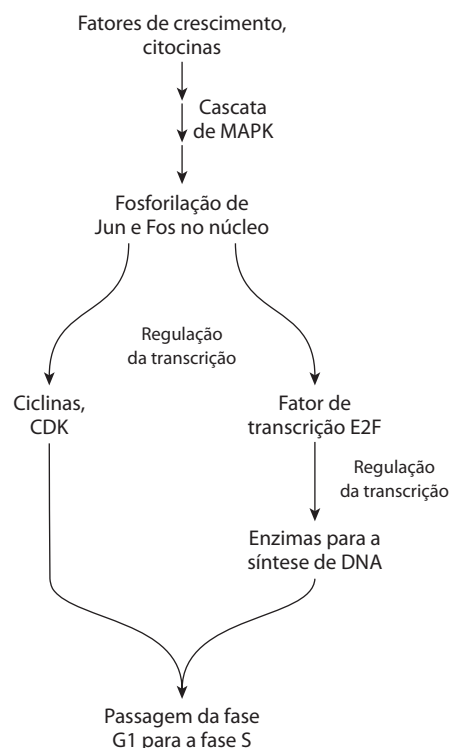 Fatores de crescimento,
citocinas
Cascata
de MAPK
Fosforilação de
Jun e Fos no núcleo
Regulação
da transcrição
Ciclinas,
CDK
Fator de
transcrição E2F
Regulação
da transcrição
Enzimas para a
síntese de DNA
Passagem da fase
G1 para a fase S